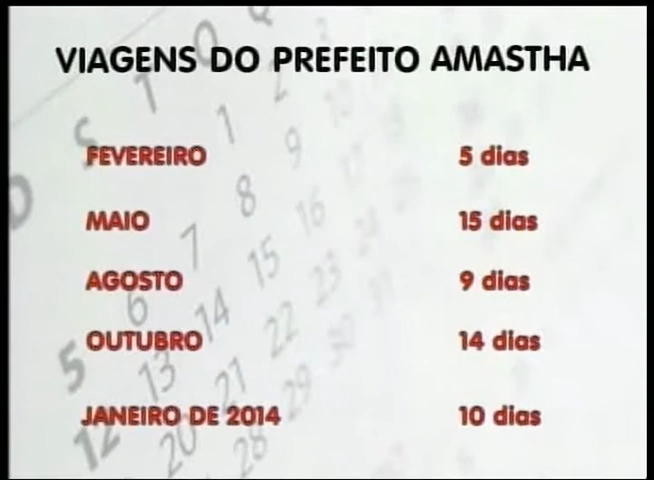 VIAGENS DO PREFEITO AMASTHA
FEVEREIRO 5 dias
MAIO 15 dias
AGOSTO 9 dias
OUTUBRO 14 dias
JANEIRO DE 2014 10 dias